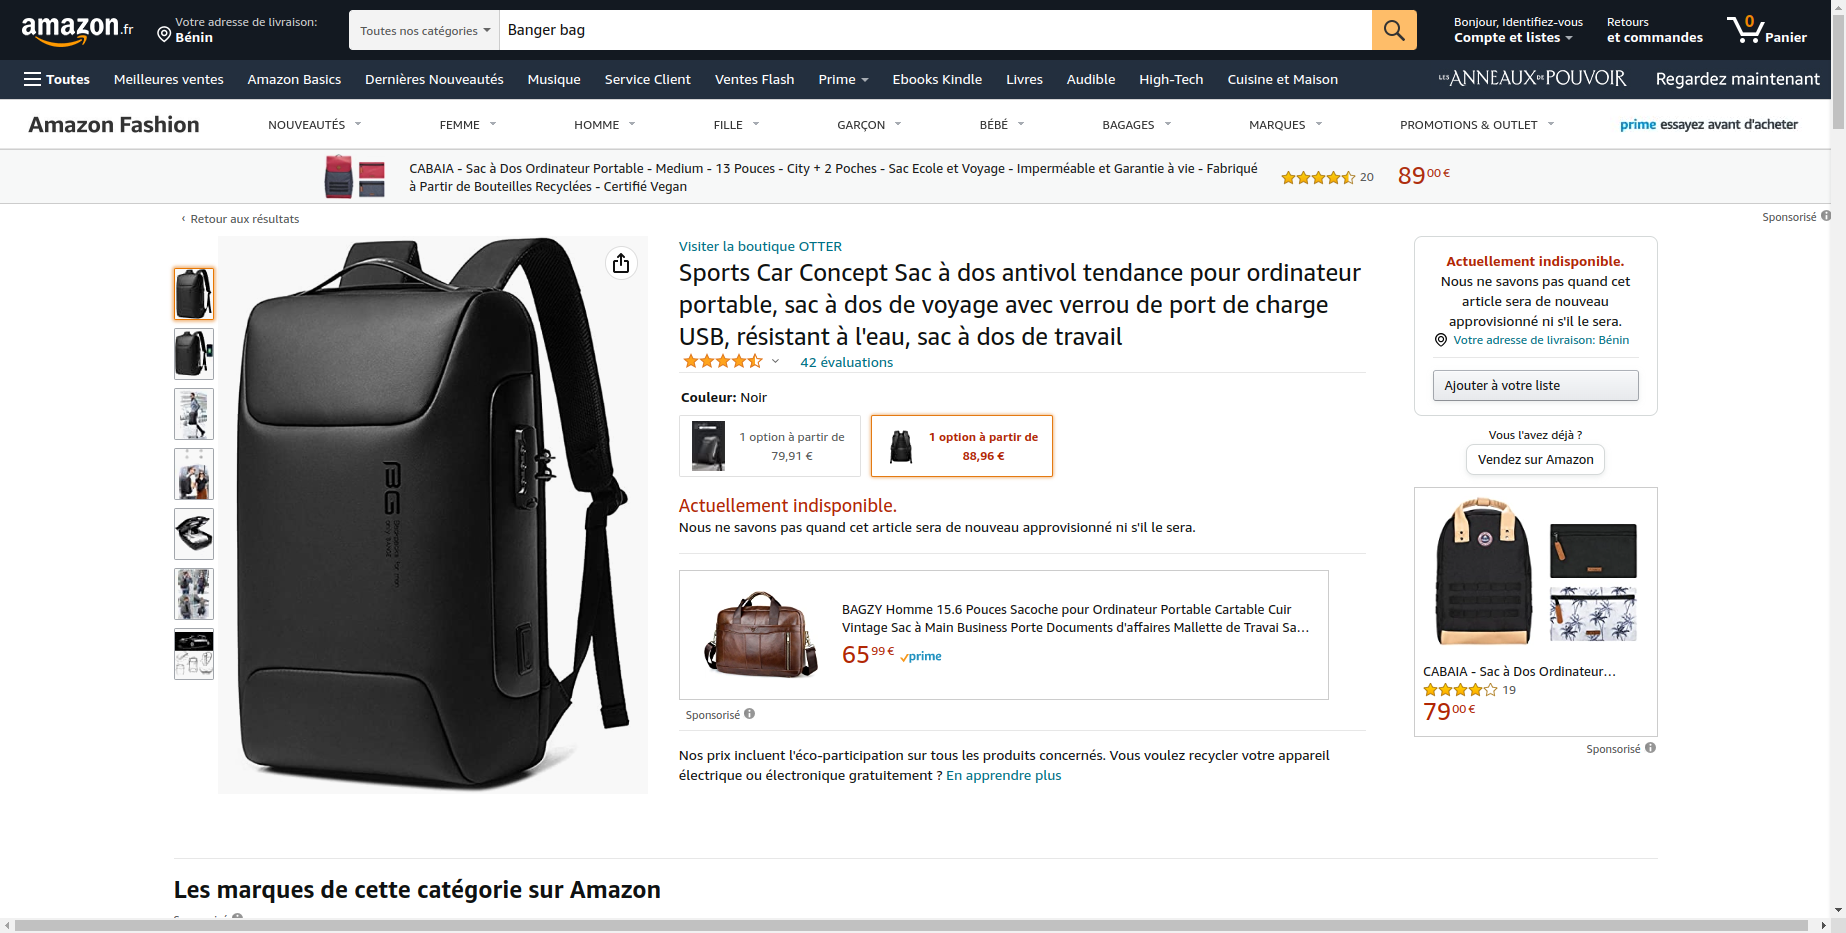 amazon.fr
Votre adresse de livraison:
Bénin
Toutes nos catégories
Banger bag
Bonjour, Identifiez-vous
Compte et listes
Retours
et commandes
0
Panier
Toutes
Meilleures ventes
Amazon Basics
Dernières Nouveautés
Musique
Service Client
Ventes Flash
Prime
Ebooks Kindle
Livres
Audible
High-Tech
Cuisine et Maison
LES ANNEAUX DE POUVOIR
Regardez maintenant
Amazon Fashion
NOUVEAUTÉS
FEMME
HOMME
FILLE
GARÇON
BÉBÉ
BAGAGES
MARQUES
PROMOTIONS & OUTLET
prime essayez avant d'acheter
CABAIA - Sac à Dos Ordinateur Portable - Medium - 13 Pouces - City + 2 Poches - Sac Ecole et Voyage - Imperméable et Garantie à vie - Fabriqué
à Partir de Bouteilles Recyclées - Certifié Vegan
20
89 00 €
‹ Retour aux résultats
Sponsorisé
BG
Visiter la boutique OTTER
Sports Car Concept Sac à dos antivol tendance pour ordinateur
portable, sac à dos de voyage avec verrou de port de charge
USB, résistant à l'eau, sac à dos de travail
42 évaluations
Couleur: Noir
1 option à partir de
79,91 €
1 option à partir de
88,96 €
Actuellement indisponible.
Nous ne savons pas quand cet article sera de nouveau approvisionné ni s'il le sera.
BAGZY Homme 15.6 Pouces Sacoche pour Ordinateur Portable Cartable Cuir
Vintage Sac à Main Business Porte Documents d'affaires Mallette de Travai Sa...
65 99 € prime
Sponsorisé
Nos prix incluent l'éco-participation sur tous les produits concernés. Vous voulez recycler votre appareil
électrique ou électronique gratuitement ? En apprendre plus
Actuellement indisponible.
Nous ne savons pas quand cet
article sera de nouveau
approvisionné ni s'il le sera.
Votre adresse de livraison: Bénin
Ajouter à votre liste
Vous l'avez déjà ?
Vendez sur Amazon
CABAIA - Sac à Dos Ordinateur...
19
79 00 €
Sponsorisé
Les marques de cette catégorie sur Amazon